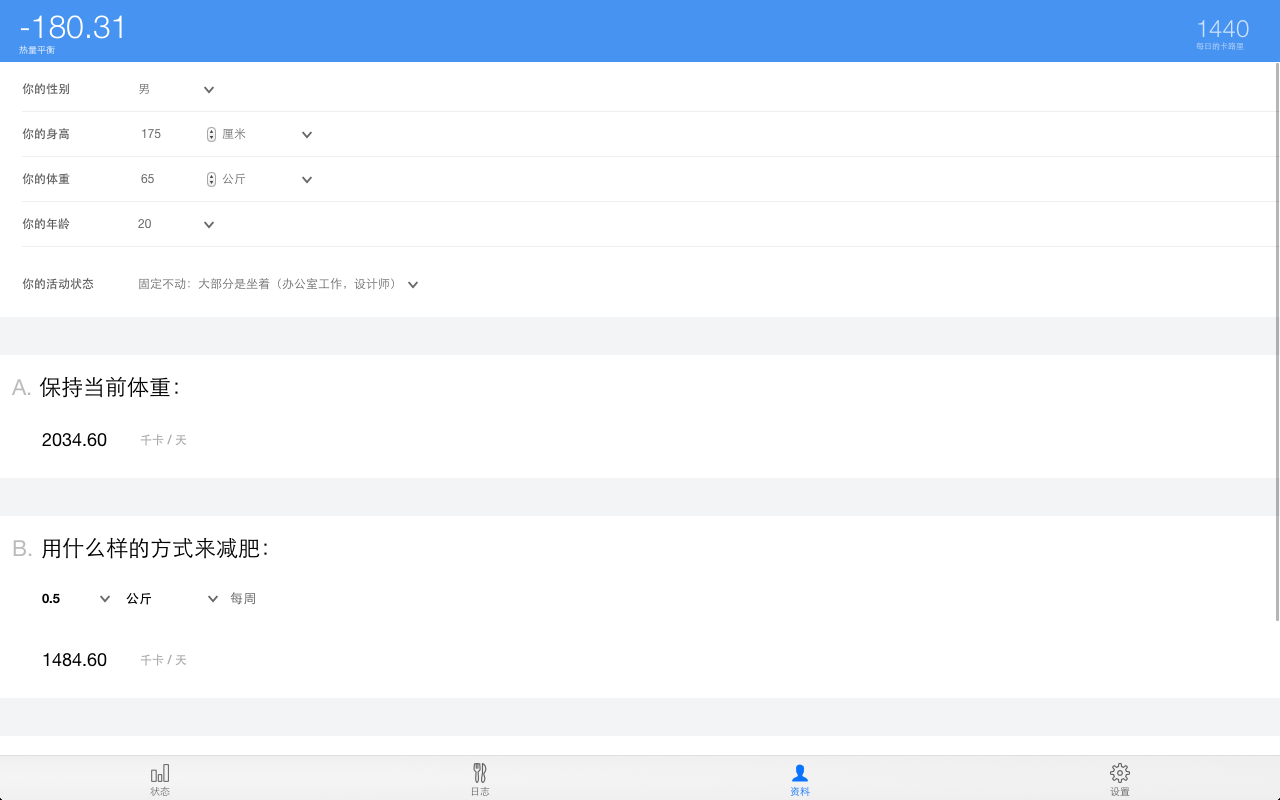 -180.31
热量平衡
1440
每日的卡路里
你的性别 男
你的身高 175 厘米
你的体重 65 公斤
你的年龄 20
你的活动状态 固定不动：大部分是坐着（办公室工作，设计师）
A. 保持当前体重：
2034.60 千卡 / 天
B. 用什么样的方式来减肥：
0.5 公斤 每周
1484.60 千卡 / 天
状态 日志 资料 设置